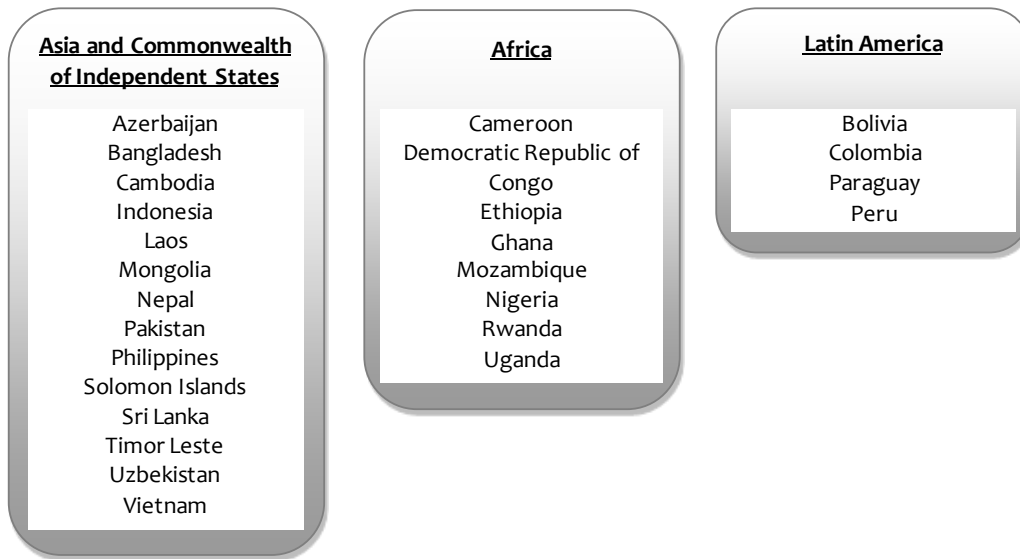 Asia and Commonwealth
of Independent States
Azerbaijan
Bangladesh
Cambodia
Indonesia
Laos
Mongolia
Nepal
Pakistan
Philippines
Solomon Islands
Sri Lanka
Timor Leste
Uzbekistan
Vietnam
Africa
Cameroon
Democratic Republic of
Congo
Ethiopia
Ghana
Mozambique
Nigeria
Rwanda
Uganda
Latin America
Bolivia
Colombia
Paraguay
Peru